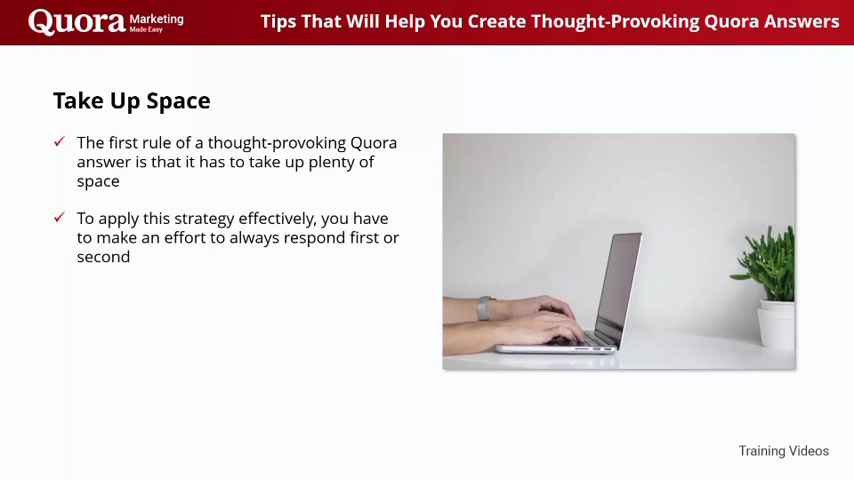 Quora Marketing
Made Easy
Tips That Will Help You Create Thought-Provoking Quora Answers
Take Up Space
The first rule of a thought-provoking Quora
answer is that it has to take up plenty of
space
To apply this strategy effectively, you have
to make an effort to always respond first or
second
Training Videos